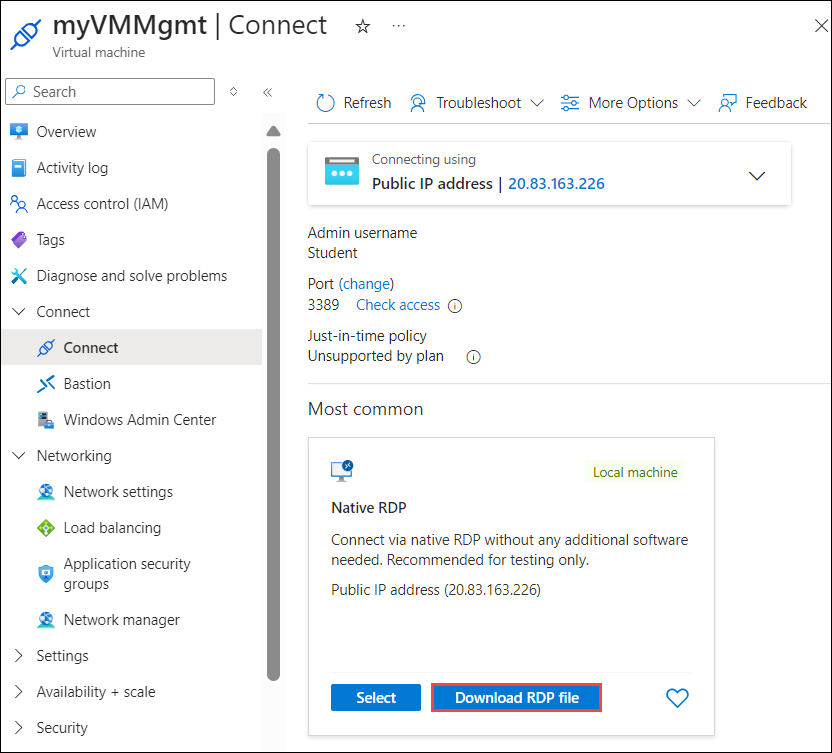 myVMMgmt | Connect
Virtual machine
Search
Overview
Activity log
Access control (IAM)
Tags
Diagnose and solve problems
Connect
Connect
Bastion
Windows Admin Center
Networking
Network settings
Load balancing
Application security
groups
Network manager
Settings
Availability + scale
Security
Refresh
Troubleshoot
More Options
Feedback
Connecting using
Public IP address | 20.83.163.226
Admin username
Student
Port (change)
3389 Check access
Just-in-time policy
Unsupported by plan
Most common
Local machine
Native RDP
Connect via native RDP without any additional software
needed. Recommended for testing only.
Public IP address (20.83.163.226)
Select
Download RDP file